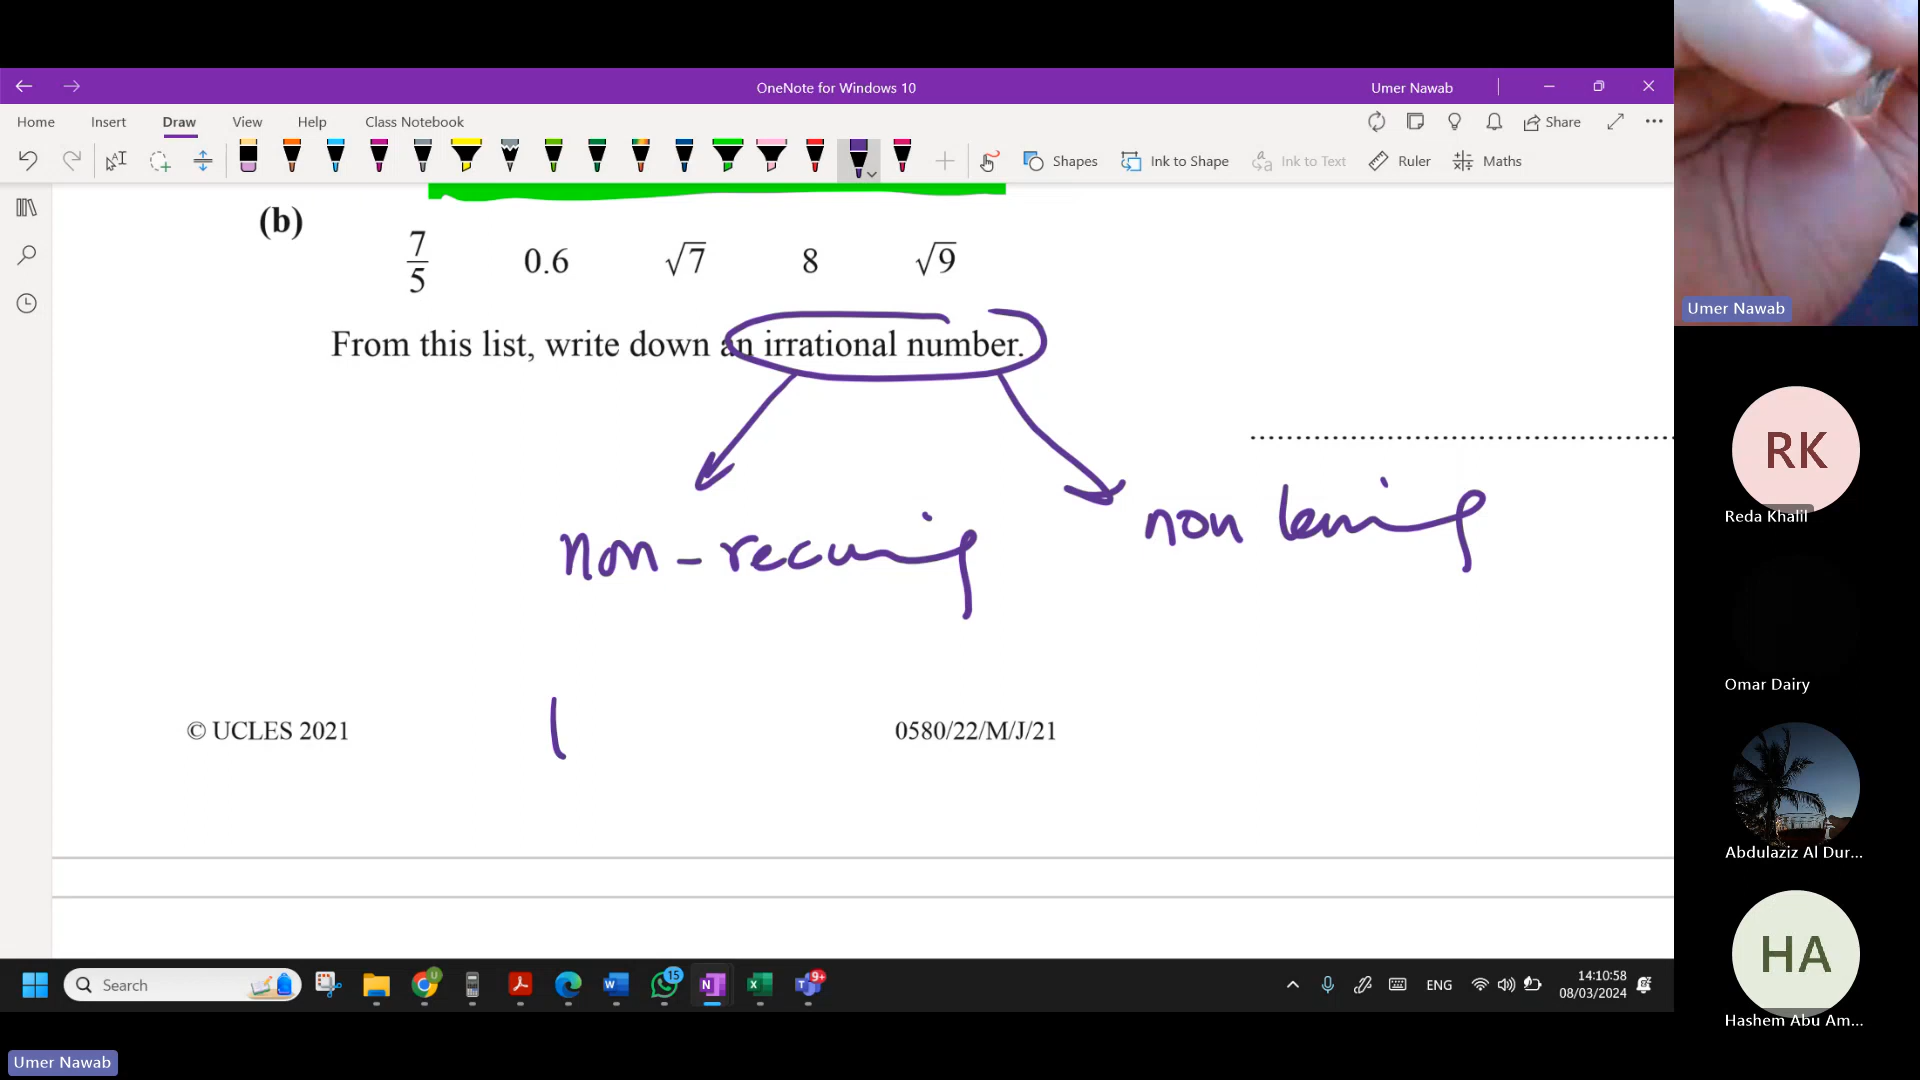 OneNote for Windows 10
Umer Nawab
Home Insert Draw View Help Class Notebook
Share
Shapes Ink to Shape Ink to Text Ruler Maths
(b)
7/5 0.6 √7 8 √9
From this list, write down an irrational number.
non-recuring
non
© UCLES 2021
0580/22/M/J/21
Umer Nawab
RK
Reda Khalil
Omar Dairy
Abdulaziz Al Dur...
HA
Hashem Abu Am...
Search
U
15
9+
ENG
14:10:58
08/03/2024
Umer Nawab